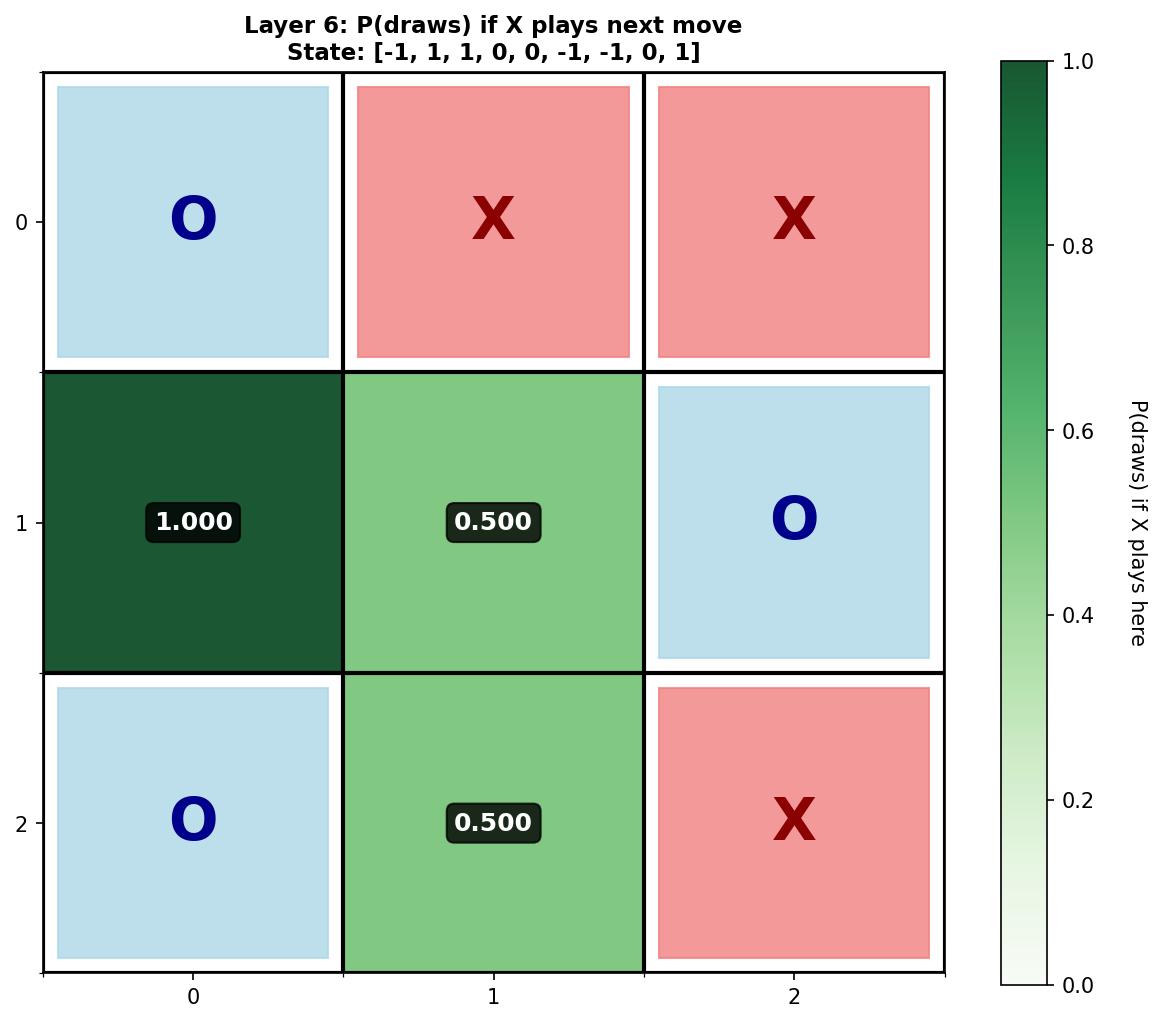 Layer 6: P(draws) if X plays next move
State: [-1, 1, 1, 0, 0, -1, -1, 0, 1]
0
O
X
X
1
1.000
0.500
O
2
O
0.500
X
0
1
2
1.0
0.8
0.6
0.4
0.2
0.0
P(draws) if X plays here